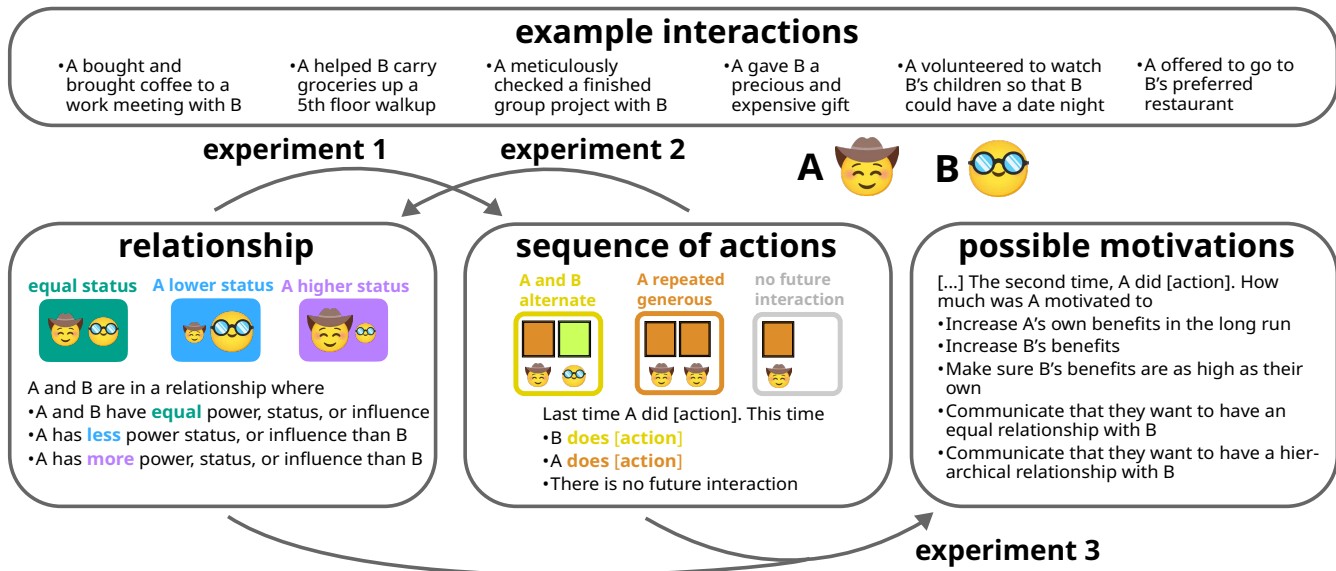 example interactions
•A bought and
brought coffee to a
work meeting with B
•A helped B carry
groceries up a
5th floor walkup
•A meticulously
checked a finished
group project with B
•A gave B a
precious and
expensive gift
•A volunteered to watch
B's children so that B
could have a date night
•A offered to go to
B's preferred
restaurant
experiment 1
experiment 2
A
B
relationship
equal status
A lower status
A higher status
A and B are in a relationship where
•A and B have equal power, status, or influence
•A has less power status, or influence than B
•A has more power, status, or influence than B
sequence of actions
A and B
alternate
A repeated
generous
no future
interaction
Last time A did [action]. This time
•B does [action]
•A does [action]
•There is no future interaction
possible motivations
[...] The second time, A did [action]. How
much was A motivated to
•Increase A's own benefits in the long run
•Increase B's benefits
•Make sure B's benefits are as high as their
own
•Communicate that they want to have an
equal relationship with B
•Communicate that they want to have a hier-
archical relationship with B
experiment 3